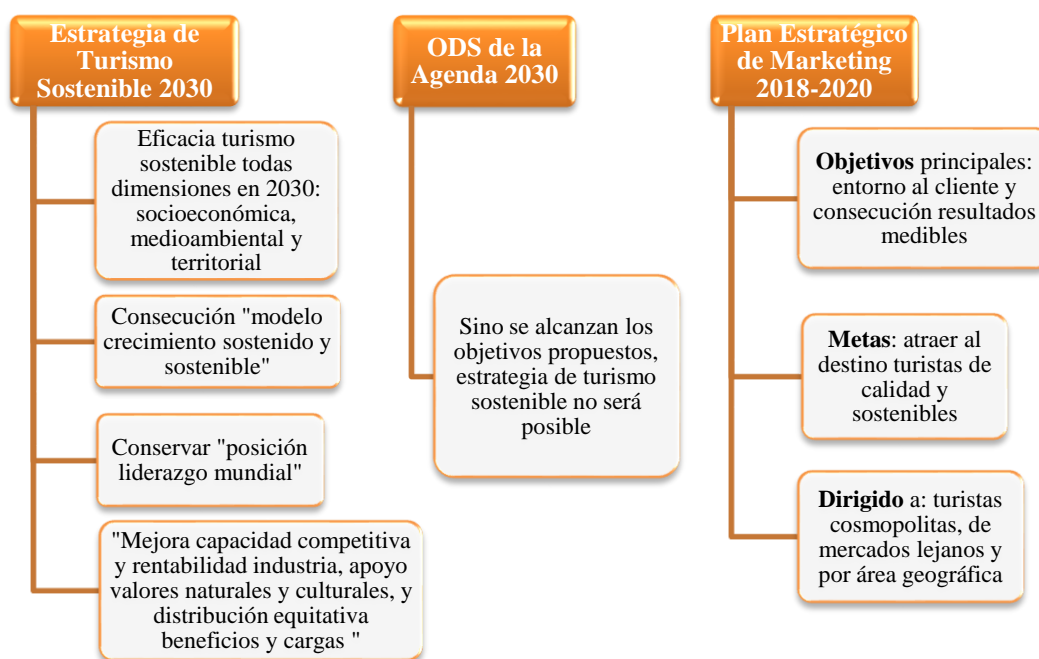 Estrategia de
Turismo
Sostenible 2030
Eficacia turismo
sostenible todas
dimensiones en 2030:
socioeconómica,
medioambiental y
territorial
Consecución "modelo
crecimiento sostenido y
sostenible"
Conservar "posición
liderazgo mundial"
"Mejora capacidad competitiva
y rentabilidad industria, apoyo
valores naturales y culturales, y
distribución equitativa
beneficios y cargas "
ODS de la
Agenda 2030
Sino se alcanzan los
objetivos propuestos,
estrategia de turismo
sostenible no será
posible
Plan Estratégico
de Marketing
2018-2020
Objetivos principales:
entorno al cliente y
consecución resultados
medibles
Metas: atraer al
destino turistas de
calidad y
sostenibles
Dirigido a: turistas
cosmopolitas, de
mercados lejanos y
por área geográfica